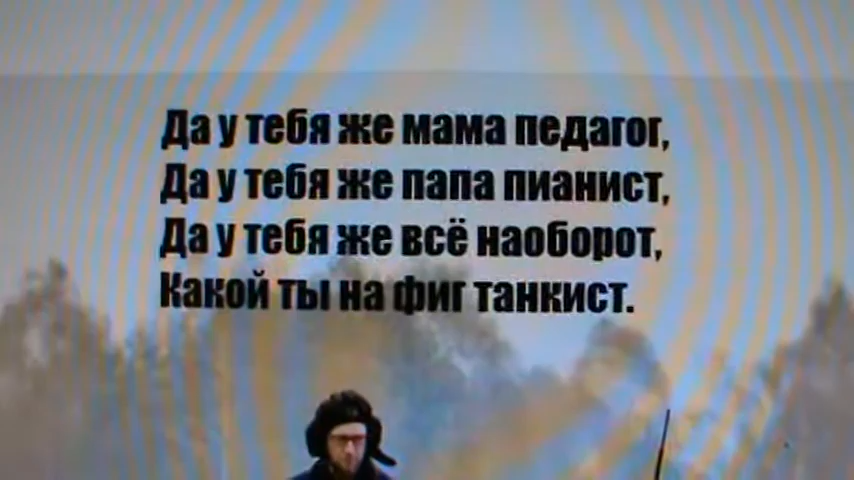 Да у тебя же мама педагог,
Да у тебя же папа пианист,
Да у тебя же всё наоборот,
Какой ты на фиг танкист.